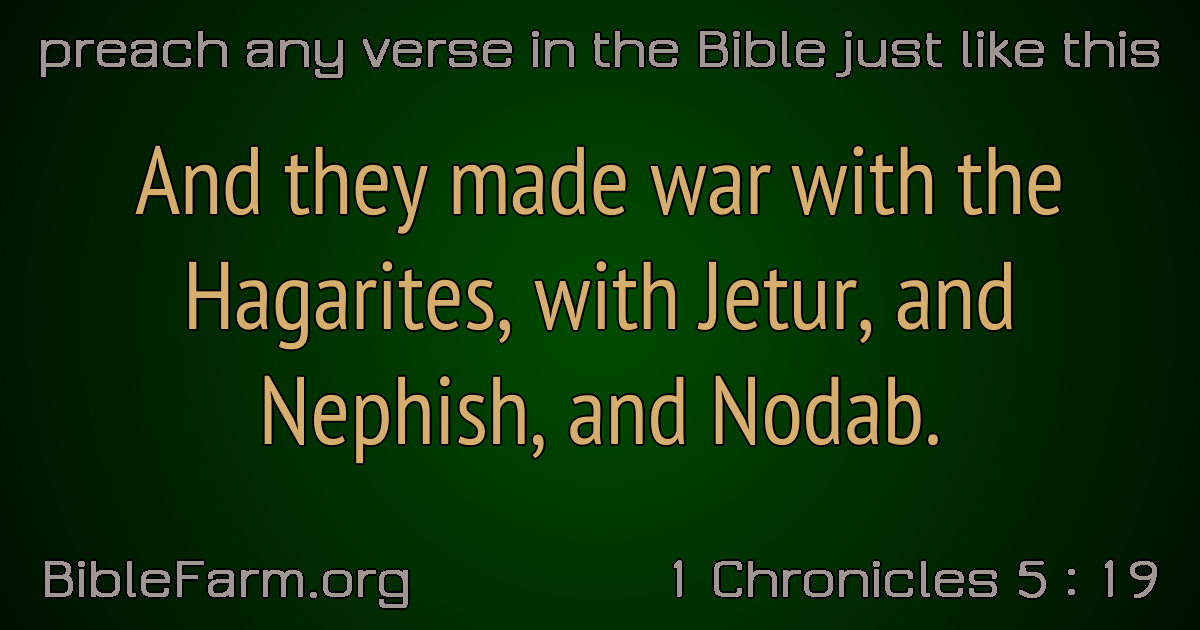 preach any verse in the Bible just like this
And they made war with the
Hagarites, with Jetur, and
Nephish, and Nodab.
BibleFarm.org
1 Chronicles 5 : 19